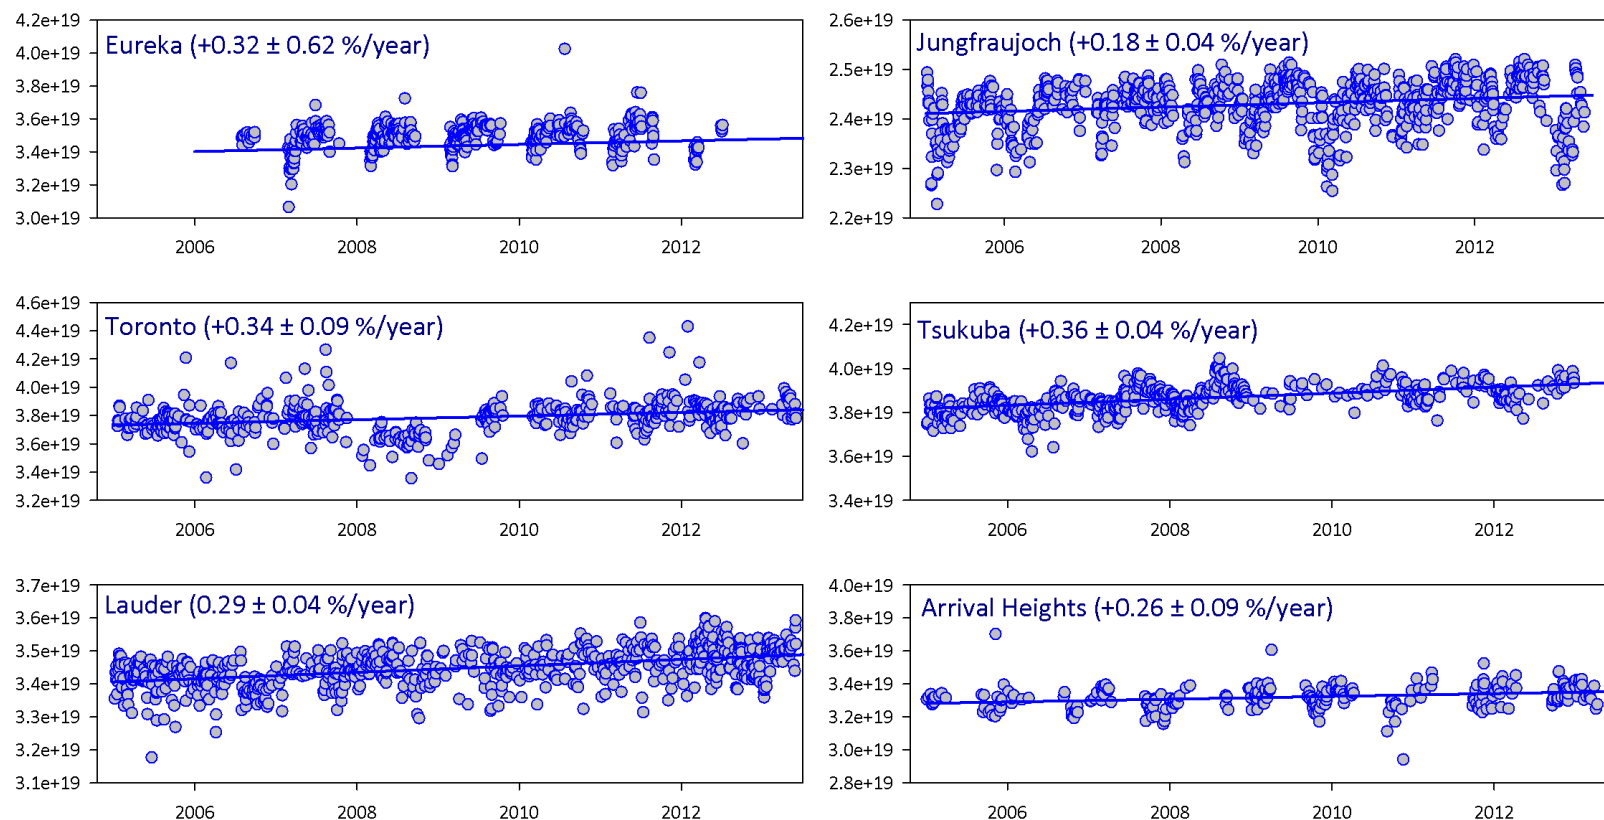 4.2e+19
Eureka (+0.32 ± 0.62 %/year)
4.0e+19
3.8e+19
3.6e+19
3.4e+19
3.2e+19
3.0e+19
2006 2008 2010 2012
2.6e+19
Jungfraujoch (+0.18 ± 0.04 %/year)
2.5e+19
2.4e+19
2.3e+19
2.2e+19
2006 2008 2010 2012
4.6e+19
Toronto (+0.34 ± 0.09 %/year)
4.4e+19
4.2e+19
4.0e+19
3.8e+19
3.6e+19
3.4e+19
3.2e+19
2006 2008 2010 2012
4.2e+19
Tsukuba (+0.36 ± 0.04 %/year)
4.0e+19
3.8e+19
3.6e+19
3.4e+19
2006 2008 2010 2012
3.7e+19
Lauder (0.29 ± 0.04 %/year)
3.6e+19
3.5e+19
3.4e+19
3.3e+19
3.2e+19
3.1e+19
2006 2008 2010 2012
4.0e+19
Arrival Heights (+0.26 ± 0.09 %/year)
3.8e+19
3.6e+19
3.4e+19
3.2e+19
3.0e+19
2.8e+19
2006 2008 2010 2012